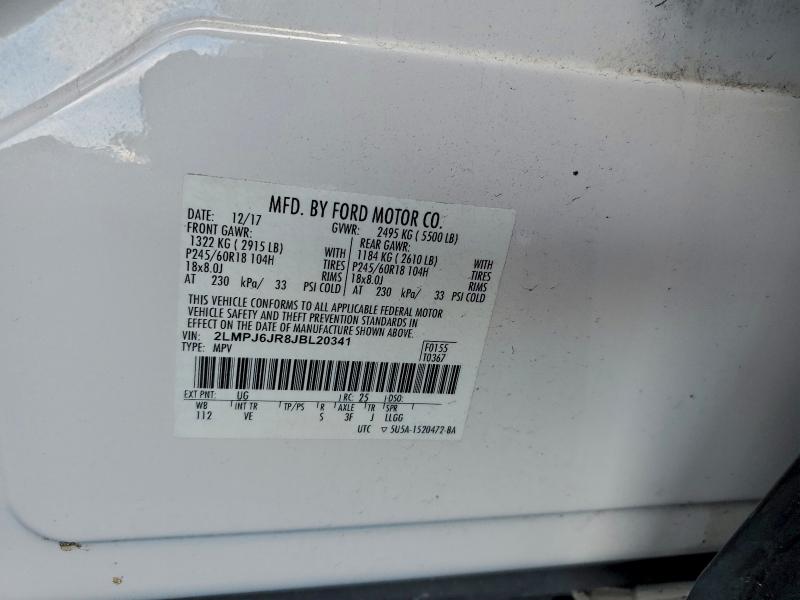 MFD. BY FORD MOTOR CO.
DATE: 12/17 GVWR: 2495 KG ( 5500 LB)
FRONT GAWR: REAR GAWR:
1322 KG ( 2915 LB) WITH 1184 KG ( 2610 LB) WITH
P245/60R18 104H TIRES P245/60R18 104H TIRES
18x8.0J RIMS 18x8.0J RIMS
AT 230 kPa/ 33 PSI COLD AT 230 kPa/ 33 PSI COLD
THIS VEHICLE CONFORMS TO ALL APPLICABLE FEDERAL MOTOR
VEHICLE SAFETY AND THEFT PREVENTION STANDARDS IN
EFFECT ON THE DATE OF MANUFACTURE SHOWN ABOVE.
VIN: 2LMPJ6JR8JBL20341 F0155
TYPE: MPV T0367
EXT PNT: UG RC: 25 DSO:
WB INT TR TP/PS R AXLE TR SPR
112 VE S 3F J LLGG
UTC ▽ 5U5A-1520472-BA